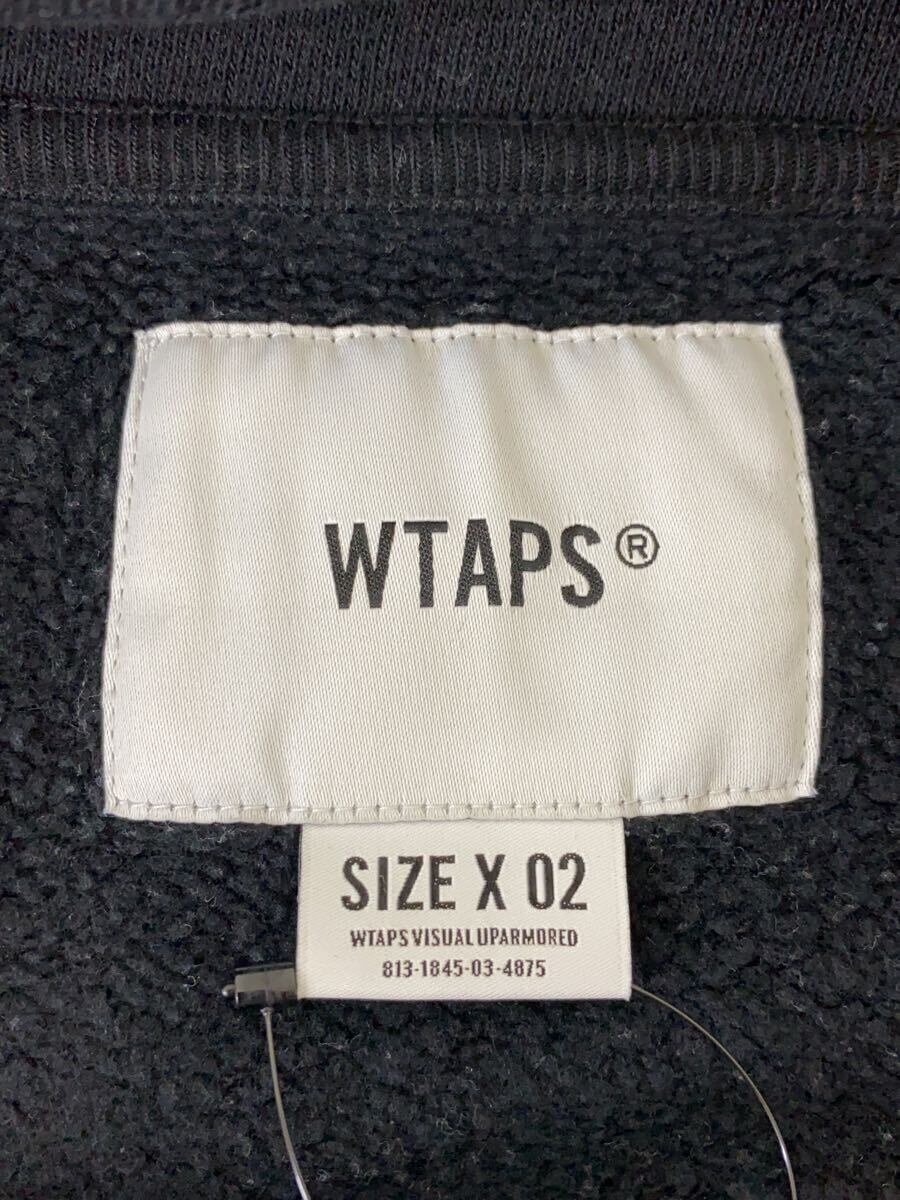 WTAPS®
SIZE X 02
WTAPS VISUAL UPARMORED
813-1845-03-4875